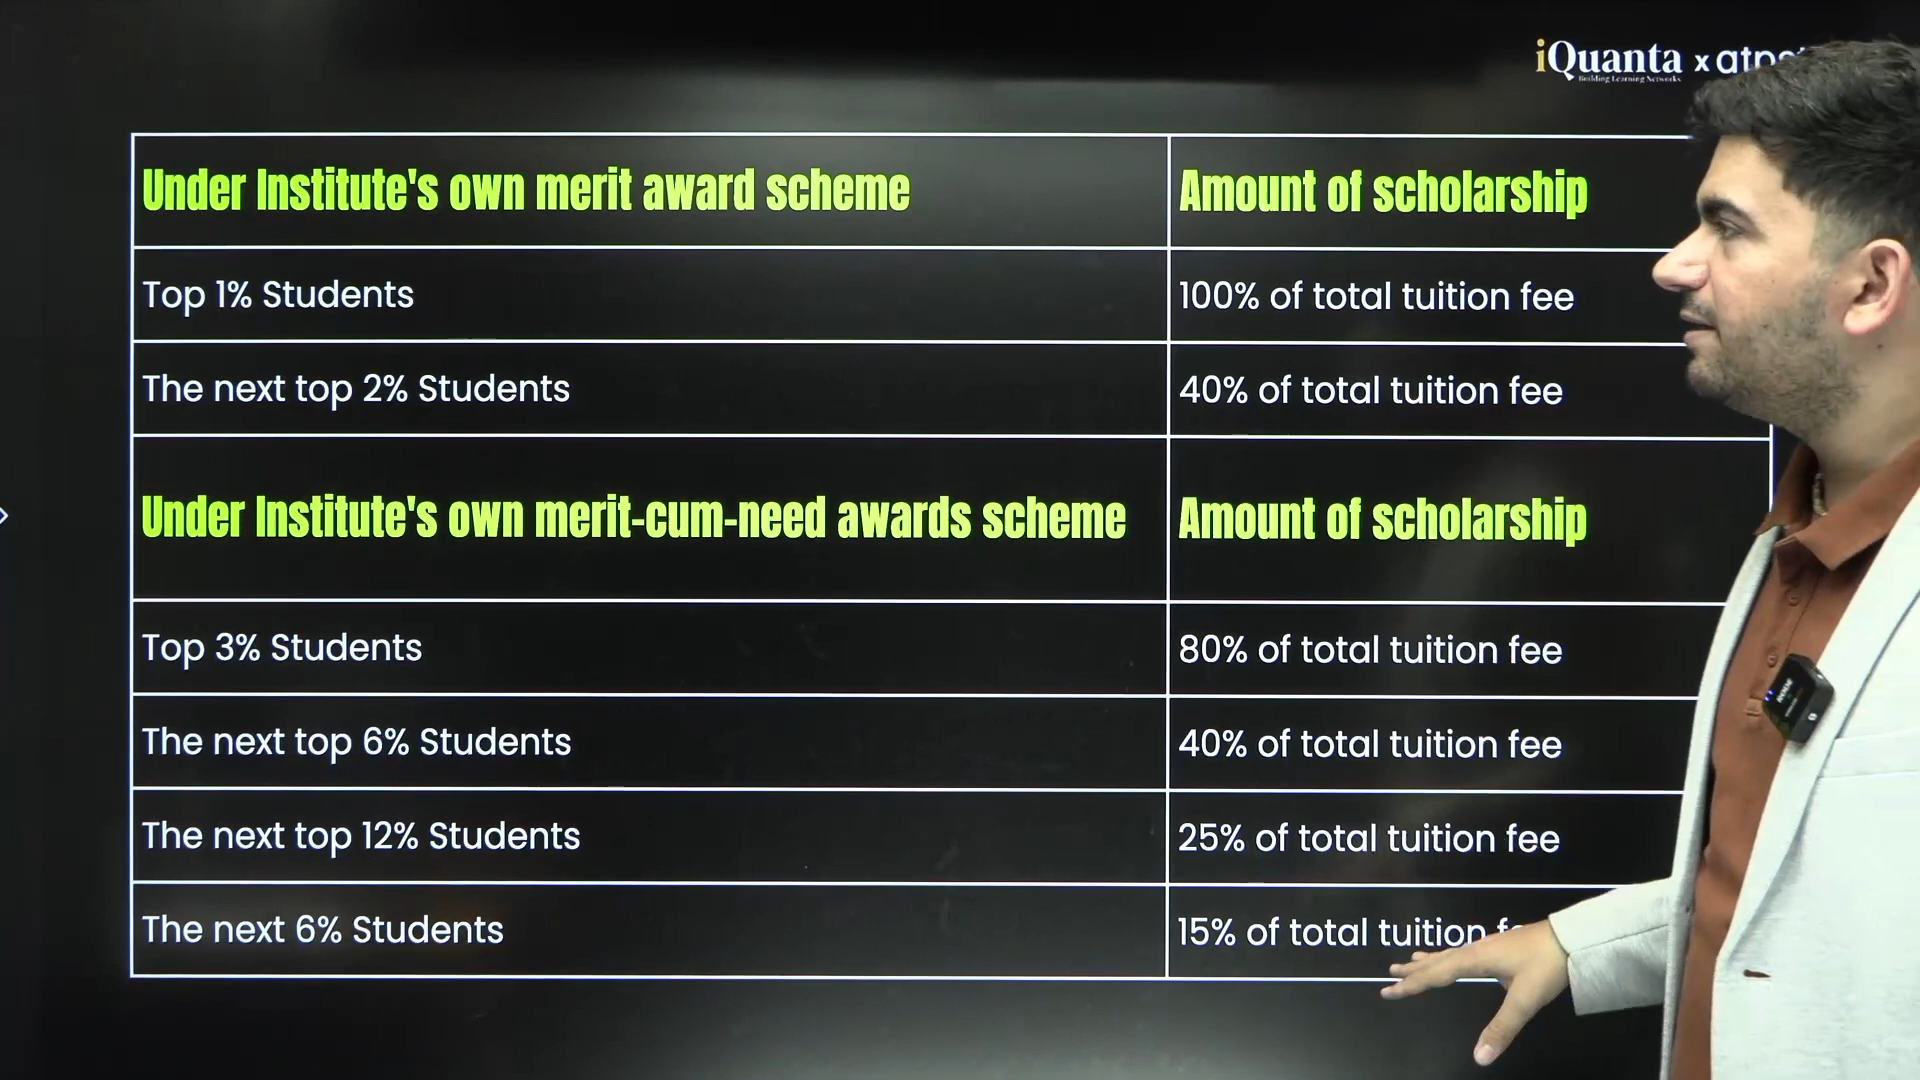 iQuanta x
Building Learning Networks
Under Institute's own merit award scheme
Amount of scholarship
Top 1% Students
100% of total tuition fee
The next top 2% Students
40% of total tuition fee
Under Institute's own merit-cum-need awards scheme
Amount of scholarship
Top 3% Students
80% of total tuition fee
The next top 6% Students
40% of total tuition fee
The next top 12% Students
25% of total tuition fee
The next 6% Students
15% of total tuition